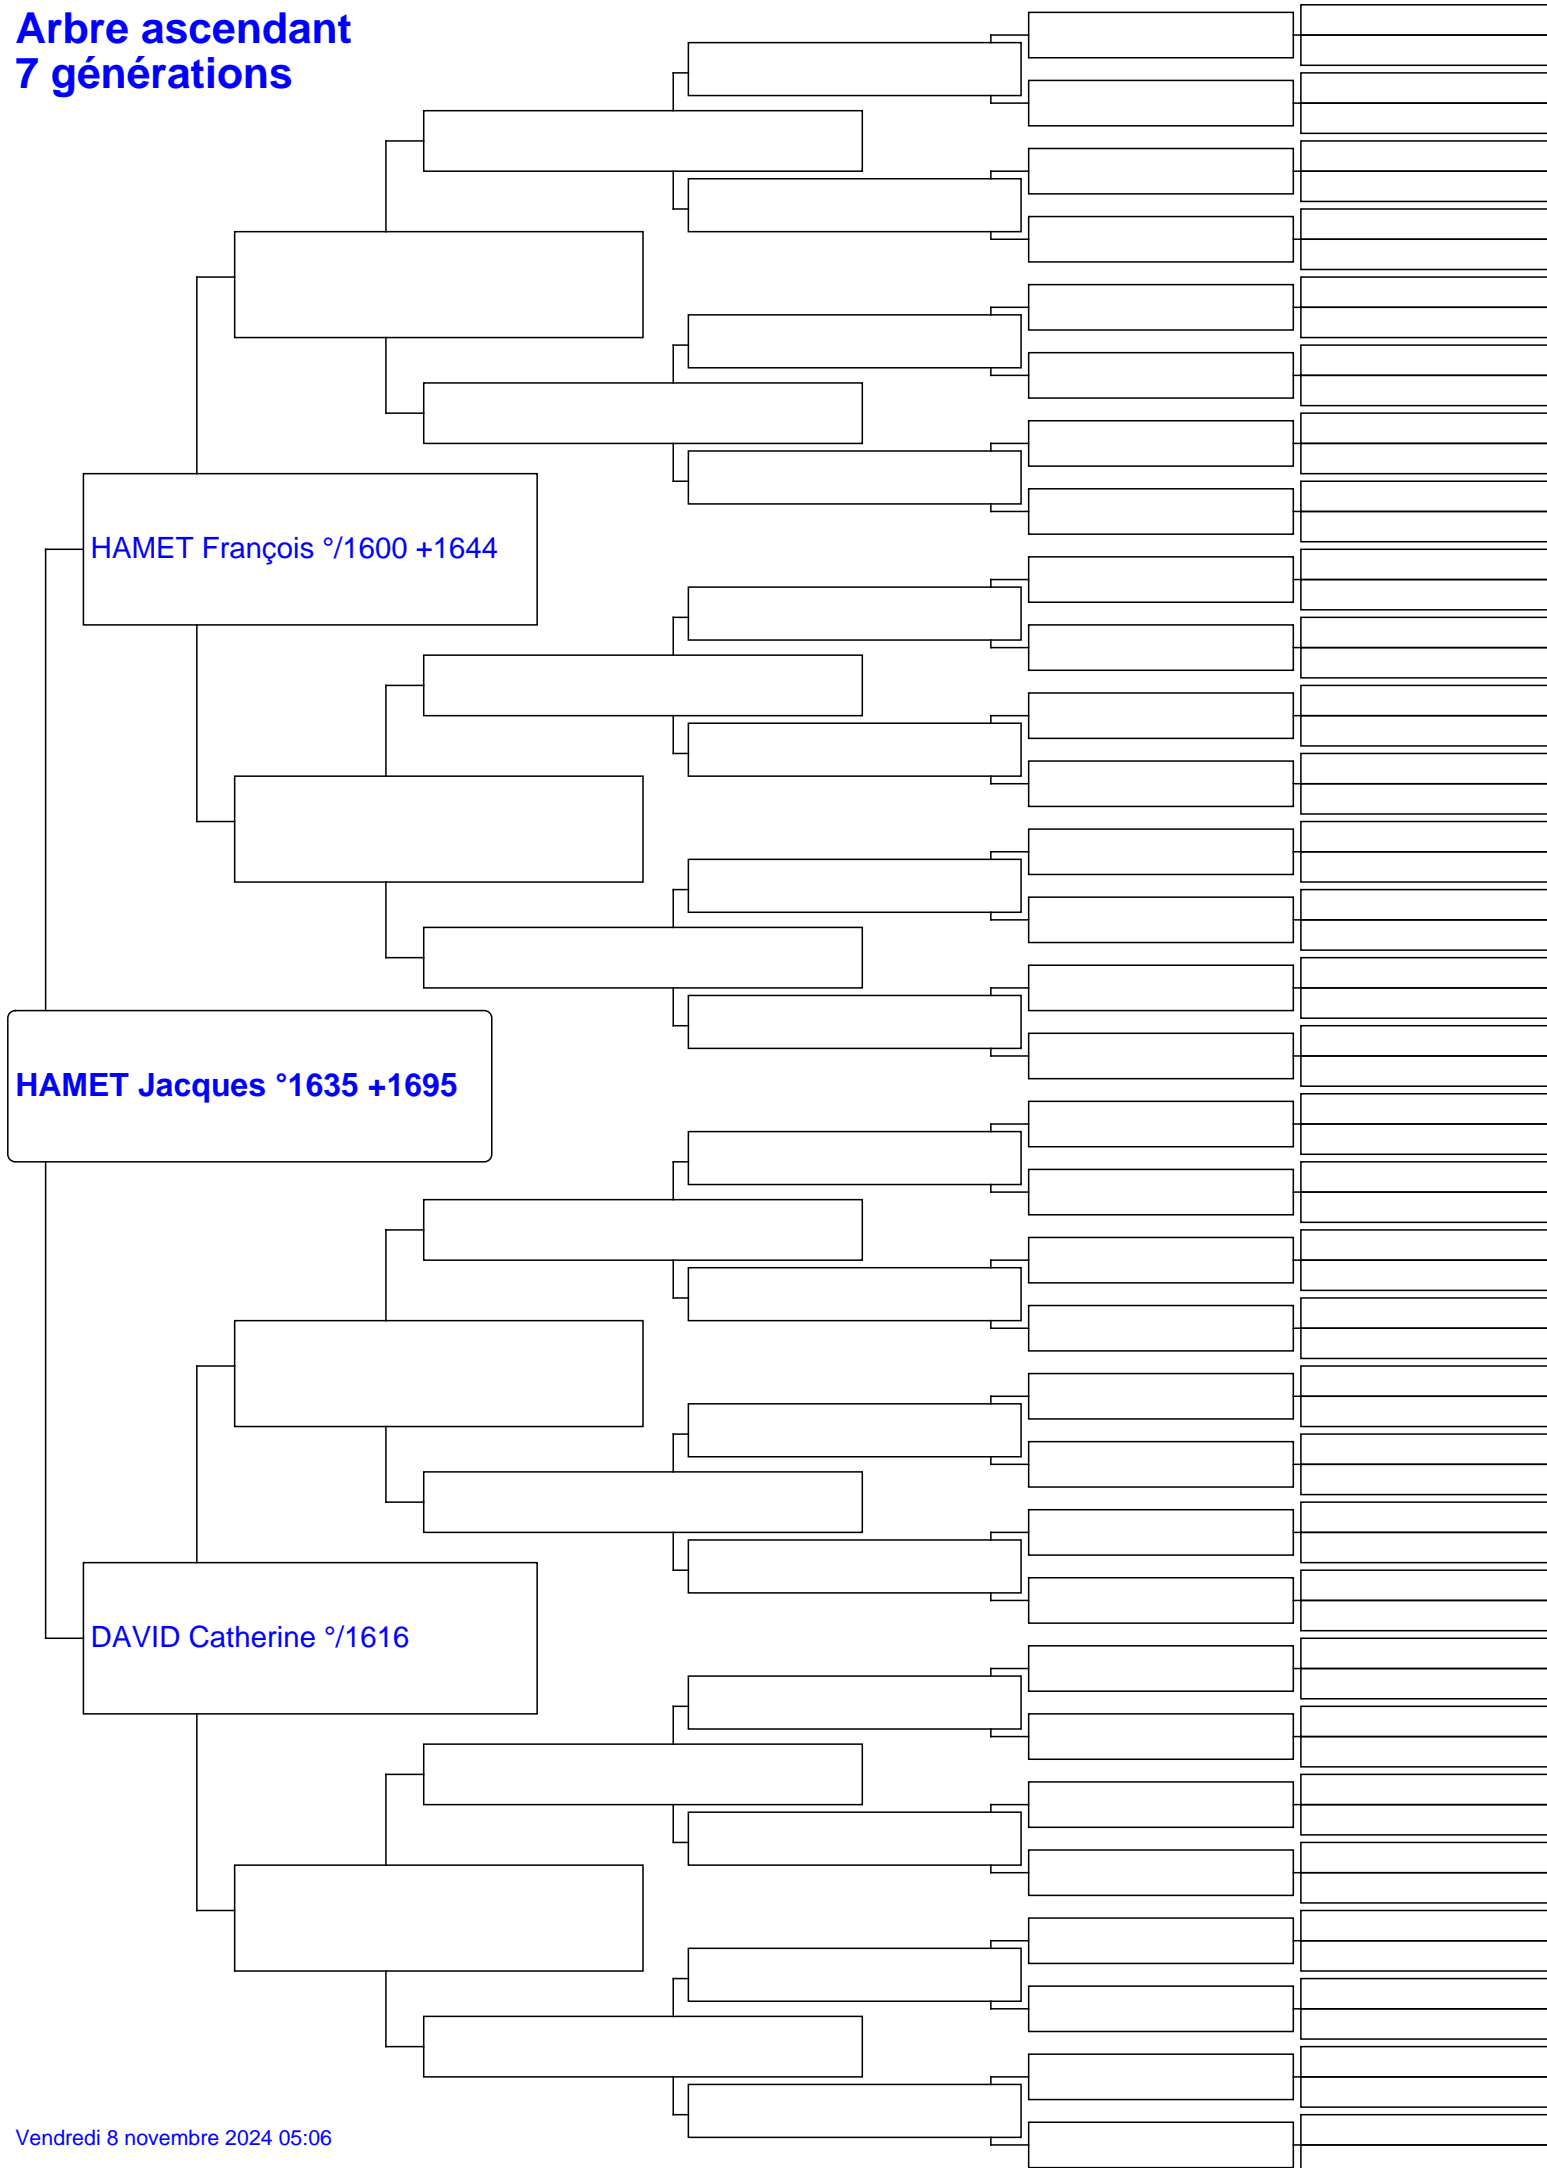 Arbre ascendant
7 générations
HAMET François °/1600 +1644
HAMET Jacques °1635 +1695
DAVID Catherine °/1616
Vendredi 8 novembre 2024 05:06